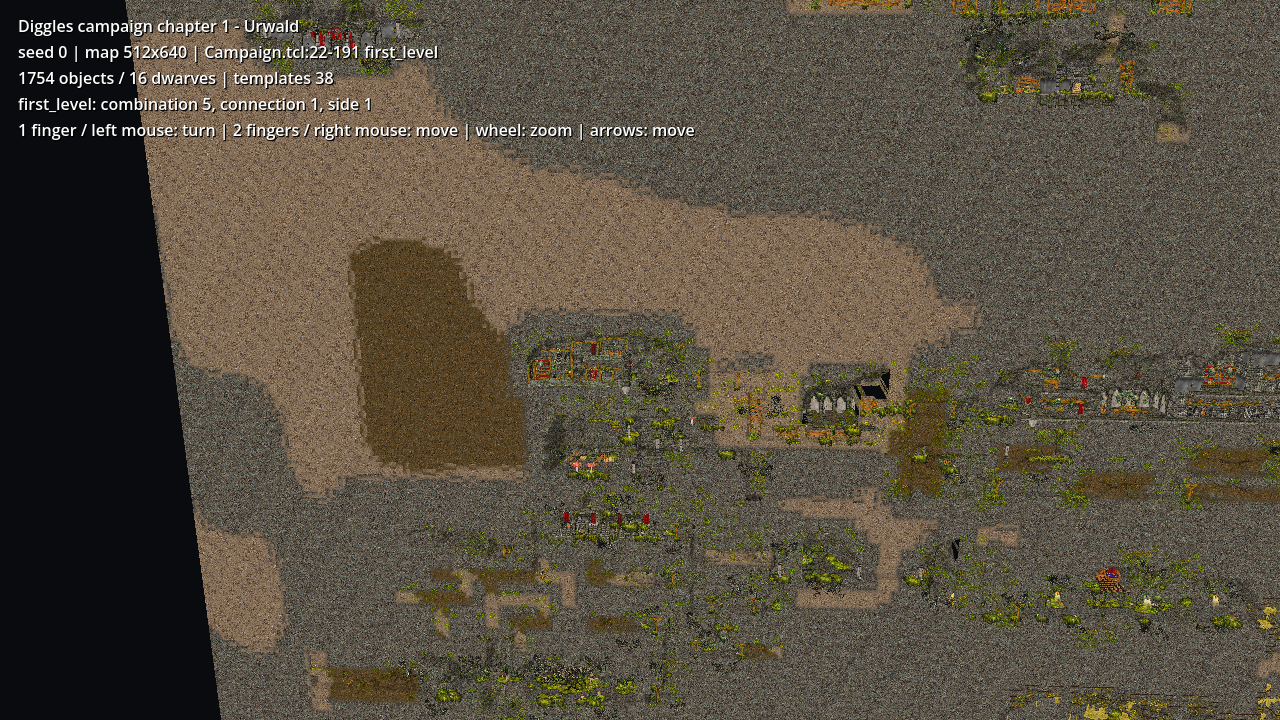 Diggles campaign chapter 1 - Urwald
seed 0 | map 512x640 | Campaign.tcl:22-191 first_level
1754 objects / 16 dwarves | templates 38
first_level: combination 5, connection 1, side 1
1 finger / left mouse: turn | 2 fingers / right mouse: move | wheel: zoom | arrows: move